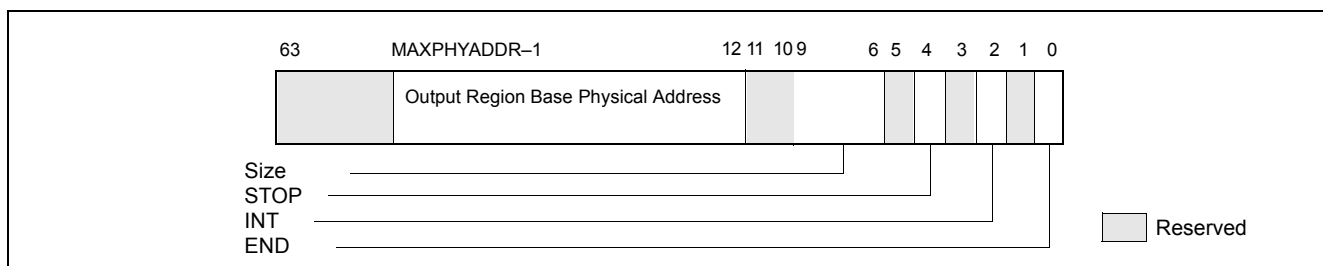 63 MAXPHYADDR–1 12 11 10 9 6 5 4 3 2 1 0
Output Region Base Physical Address
Size
STOP
INT
END
Reserved